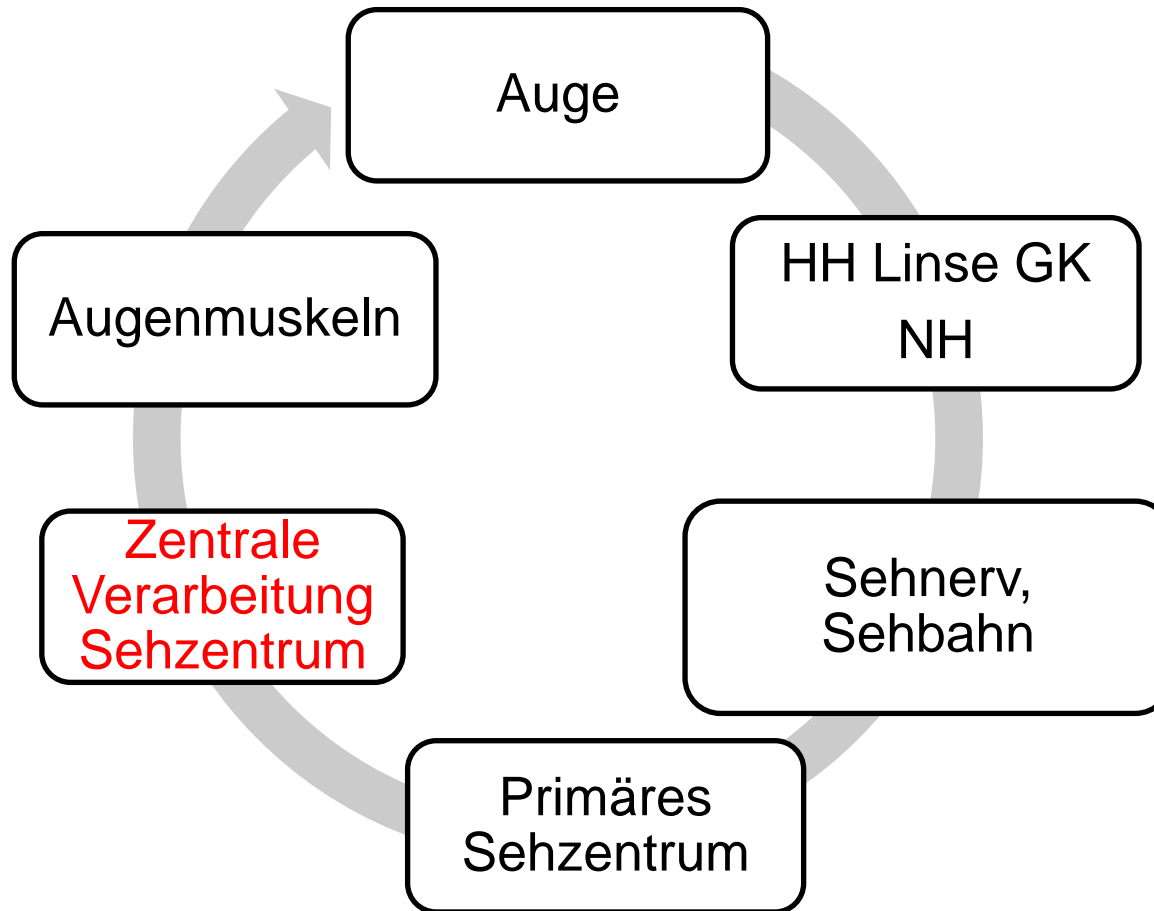 Auge
HH Linse GK
NH
Sehnerv,
Sehbahn
Primäres
Sehzentrum
Zentrale
Verarbeitung
Sehzentrum
Augenmuskeln